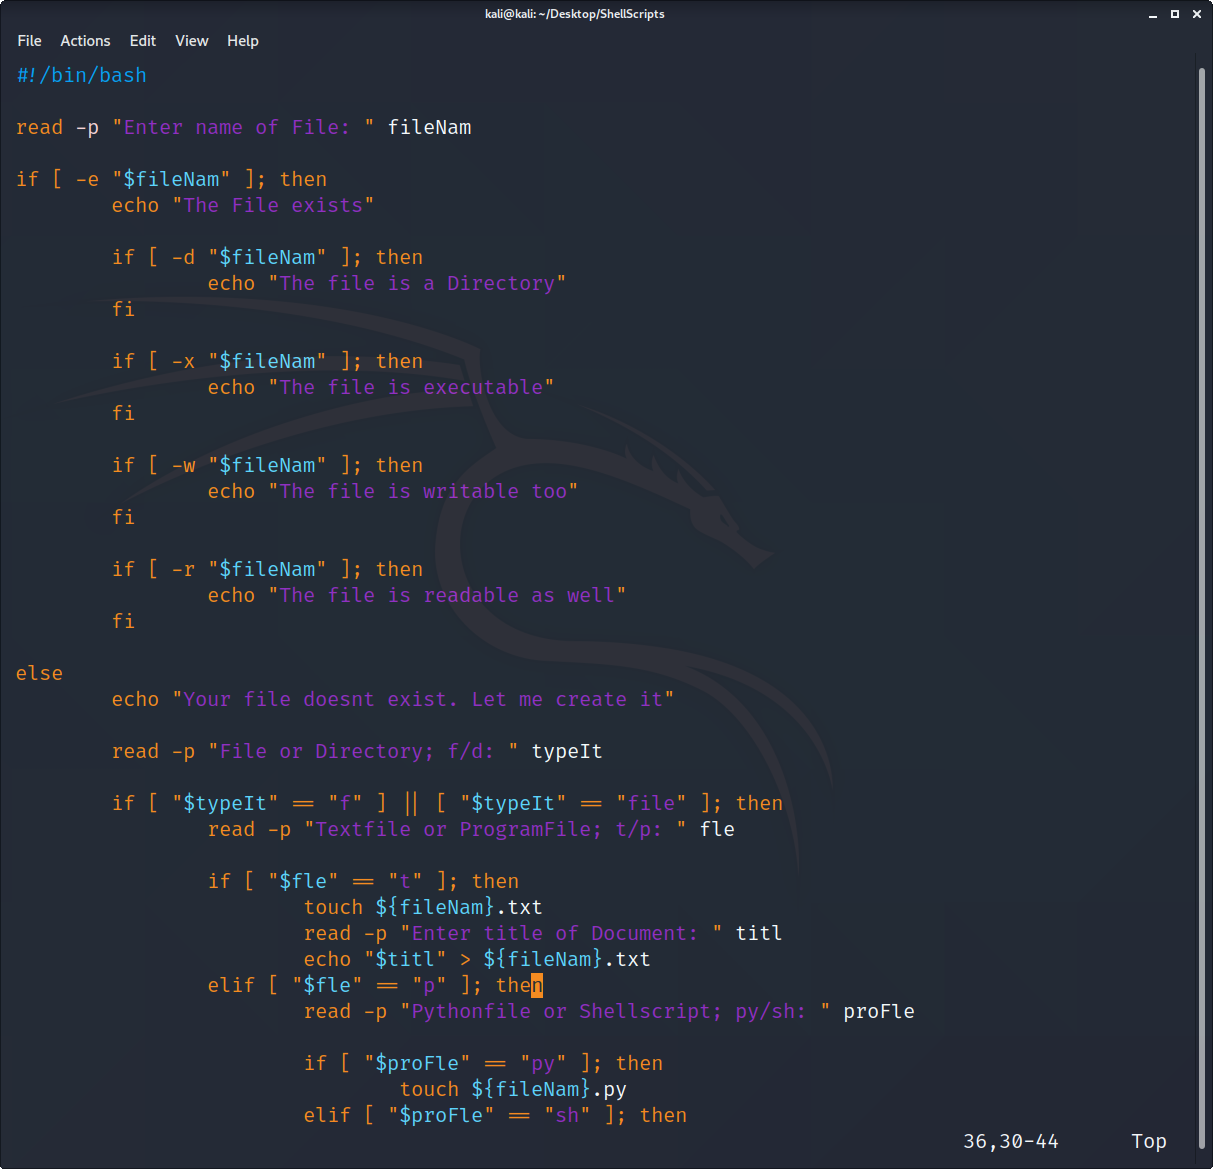 kali@kali: ~/Desktop/ShellScripts
File Actions Edit View Help
#!/bin/bash
read -p "Enter name of File: " fileNam
if [ -e "$fileNam" ]; then
echo "The File exists"
if [ -d "$fileNam" ]; then
echo "The file is a Directory"
fi
if [ -x "$fileNam" ]; then
echo "The file is executable"
fi
if [ -w "$fileNam" ]; then
echo "The file is writable too"
fi
if [ -r "$fileNam" ]; then
echo "The file is readable as well"
fi
else
echo "Your file doesnt exist. Let me create it"
read -p "File or Directory; f/d: " typeIt
if [ "$typeIt" == "f" ] || [ "$typeIt" == "file" ]; then
read -p "Textfile or ProgramFile; t/p: " fle
if [ "$fle" == "t" ]; then
touch ${fileNam}.txt
read -p "Enter title of Document: " titl
echo "$titl" > ${fileNam}.txt
elif [ "$fle" == "p" ]; then
read -p "Pythonfile or Shellscript; py/sh: " proFle
if [ "$proFle" == "py" ]; then
touch ${fileNam}.py
elif [ "$proFle" == "sh" ]; then
36,30-44 Top